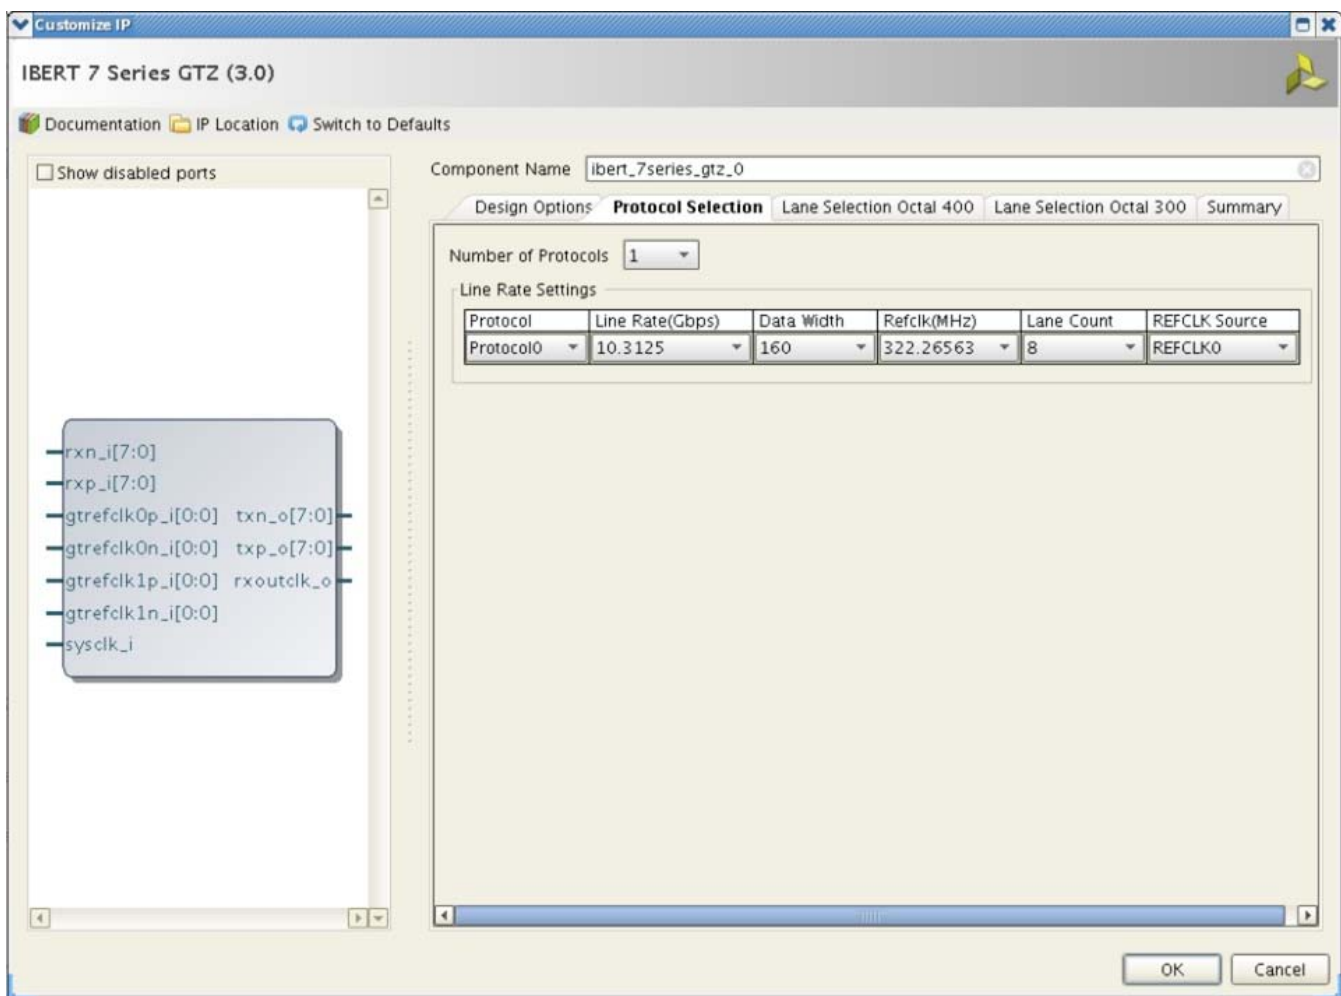 Customize IP
IBERT 7 Series GTZ (3.0)
Documentation IP Location Switch to Defaults
Show disabled ports
rxn_i[7:0]
rxp_i[7:0]
gtrefclk0p_i[0:0] txn_o[7:0]
gtrefclk0n_i[0:0] txp_o[7:0]
gtrefclk1p_i[0:0] rxoutclk_o
gtrefclk1n_i[0:0]
sysclk_i
Component Name ibert_7series_gtz_0
Design Options Protocol Selection Lane Selection Octal 400 Lane Selection Octal 300 Summary
Number of Protocols 1
Line Rate Settings
Protocol Line Rate(Gbps) Data Width Refclk(MHz) Lane Count REFCLK Source
Protocol0 10.3125 160 322.26563 8 REFCLK0
OK Cancel